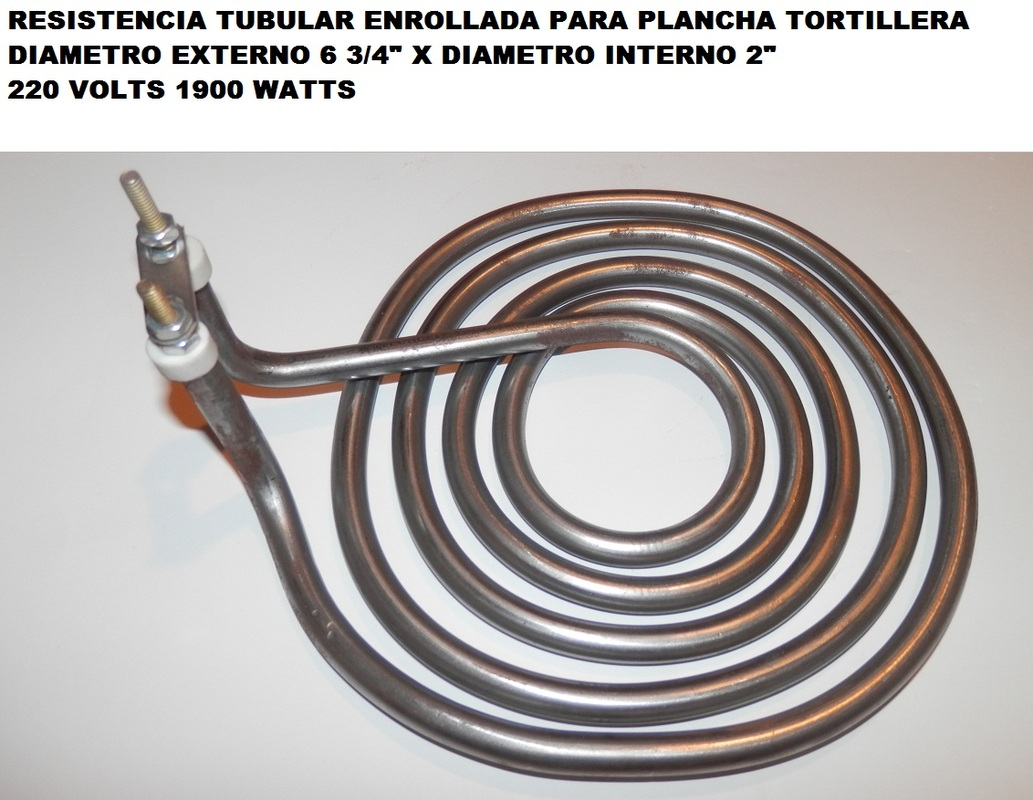 RESISTENCIA TUBULAR ENROLLADA PARA PLANCHA TORTILLERA
DIAMETRO EXTERNO 6 3/4" X DIAMETRO INTERNO 2"
220 VOLTS 1900 WATTS